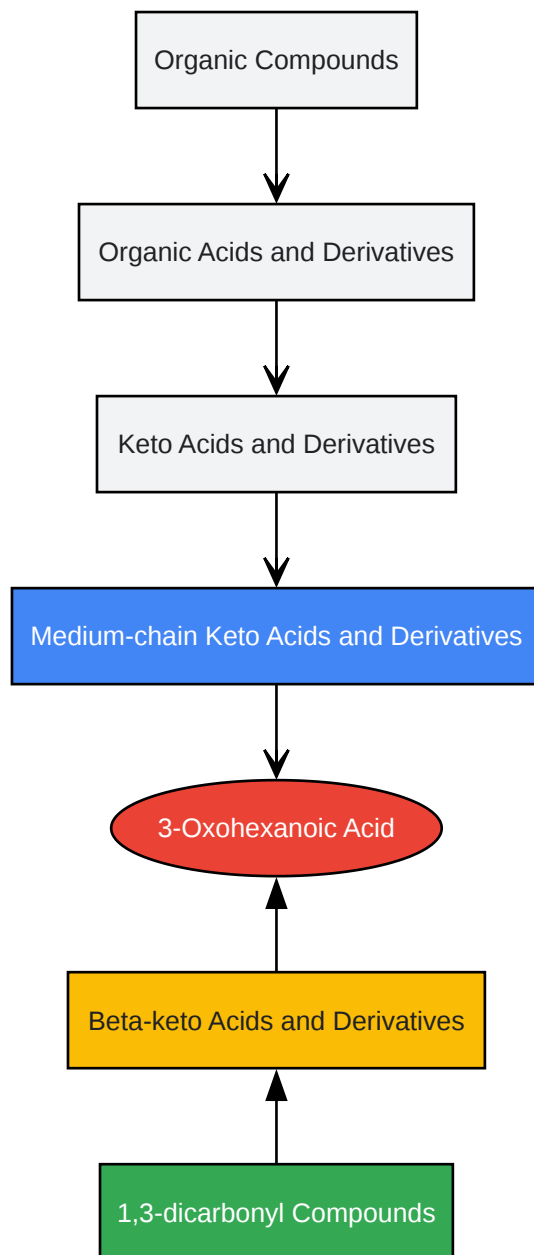 Organic Compounds
Organic Acids and Derivatives
Keto Acids and Derivatives
Medium-chain Keto Acids and Derivatives
3-Oxohexanoic Acid
Beta-keto Acids and Derivatives
1,3-dicarbonyl Compounds